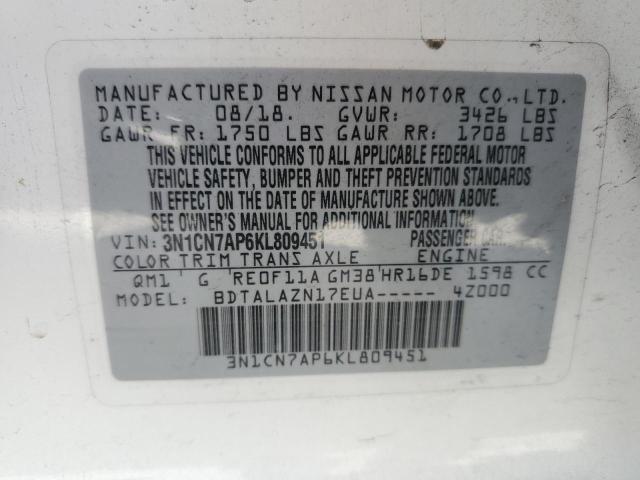 MANUFACTURED BY NISSAN MOTOR CO.,LTD.
DATE: 08/18. GVWR: 3426 LBS
GAWR FR: 1750 LBS GAWR RR: 1708 LBS
THIS VEHICLE CONFORMS TO ALL APPLICABLE FEDERAL MOTOR
VEHICLE SAFETY, BUMPER AND THEFT PREVENTION STANDARDS
IN EFFECT ON THE DATE OF MANUFACTURE SHOWN ABOVE.
SEE OWNER'S MANUAL FOR ADDITIONAL INFORMATION
VIN: 3N1CN7AP6KL809451 PASSENGER CAR
COLOR TRIM TRANS AXLE ENGINE
QM1 G RE0F11A GM38 HR16DE 1598 CC
MODEL: BDTALAZN17EUA----- 4Z000
3N1CN7AP6KL809451